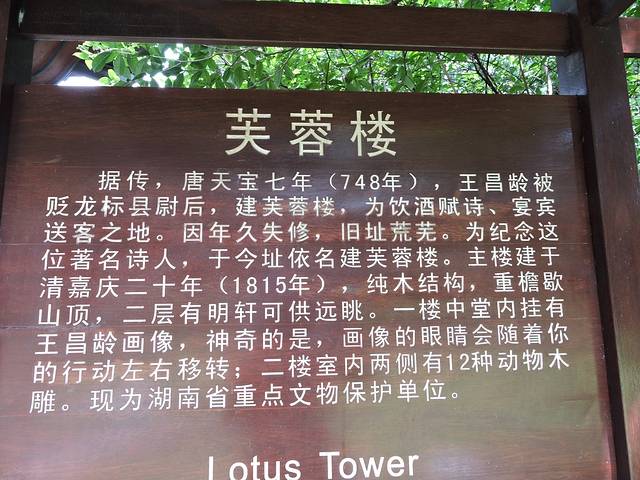 芙蓉楼
据传，唐天宝七年（748年），王昌龄被
贬龙标县尉后，建芙蓉楼，为饮酒赋诗、宴宾
送客之地。因年久失修，旧址荒芜。为纪念这
位著名诗人，于今址依名建芙蓉楼。主楼建于
清嘉庆二十年（1815年），纯木结构，重檐歇
山顶，二层有明轩可供远眺。一楼中堂内挂有
王昌龄画像，神奇的是，画像的眼睛会随着你
的行动左右移转；二楼室内两侧有12种动物木
雕。现为湖南省重点文物保护单位。
Lotus Tower